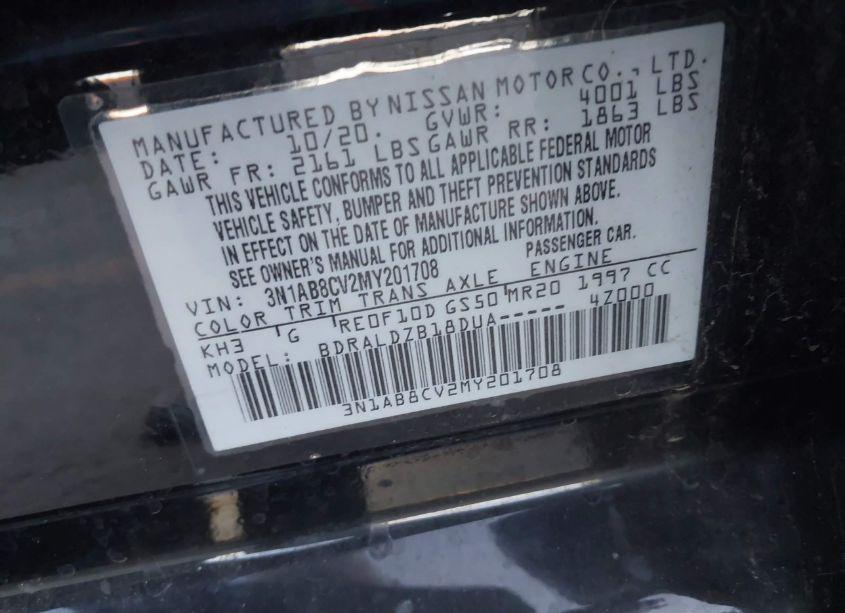 MANUFACTURED BY NISSAN MOTOR CO., LTD.
DATE: 10/20. GVWR: 4001 LBS
GAWR FR: 2161 LBS GAWR RR: 1863 LBS
THIS VEHICLE CONFORMS TO ALL APPLICABLE FEDERAL MOTOR
VEHICLE SAFETY, BUMPER AND THEFT PREVENTION STANDARDS
IN EFFECT ON THE DATE OF MANUFACTURE SHOWN ABOVE.
SEE OWNER'S MANUAL FOR ADDITIONAL INFORMATION.
VIN: 3N1AB8CV2MY201708 PASSENGER CAR.
COLOR TRIM TRANS AXLE ENGINE
KH3 G RE0F10D GS50 MR20 1997 CC
MODEL: BDRALDZB18DUA----- 4Z000
3N1AB8CV2MY201708